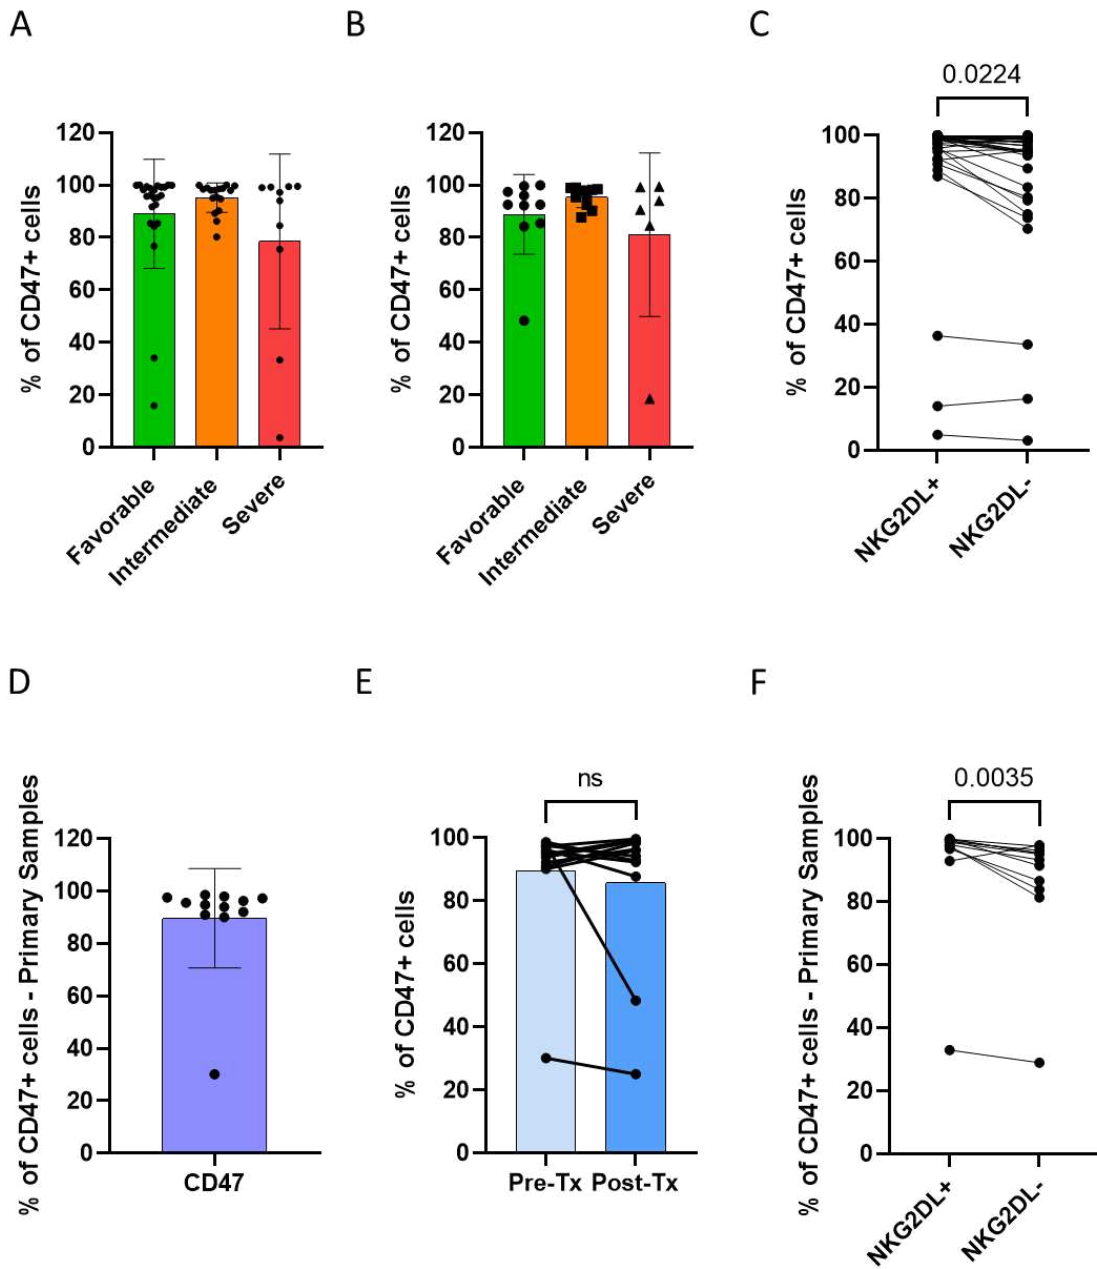 A
% of CD47+ cells
120
100
80
60
40
20
0
Favorable
Intermediate
Severe
B
% of CD47+ cells
120
100
80
60
40
20
0
Favorable
Intermediate
Severe
C
0.0224
% of CD47+ cells
100
80
60
40
20
0
NKG2DL+
NKG2DL-
D
% of CD47+ cells - Primary Samples
120
100
80
60
40
20
0
CD47
E
ns
% of CD47+ cells
100
80
60
40
20
0
Pre-Tx Post-Tx
F
0.0035
% of CD47+ cells - Primary Samples
100
80
60
40
20
0
NKG2DL+
NKG2DL-